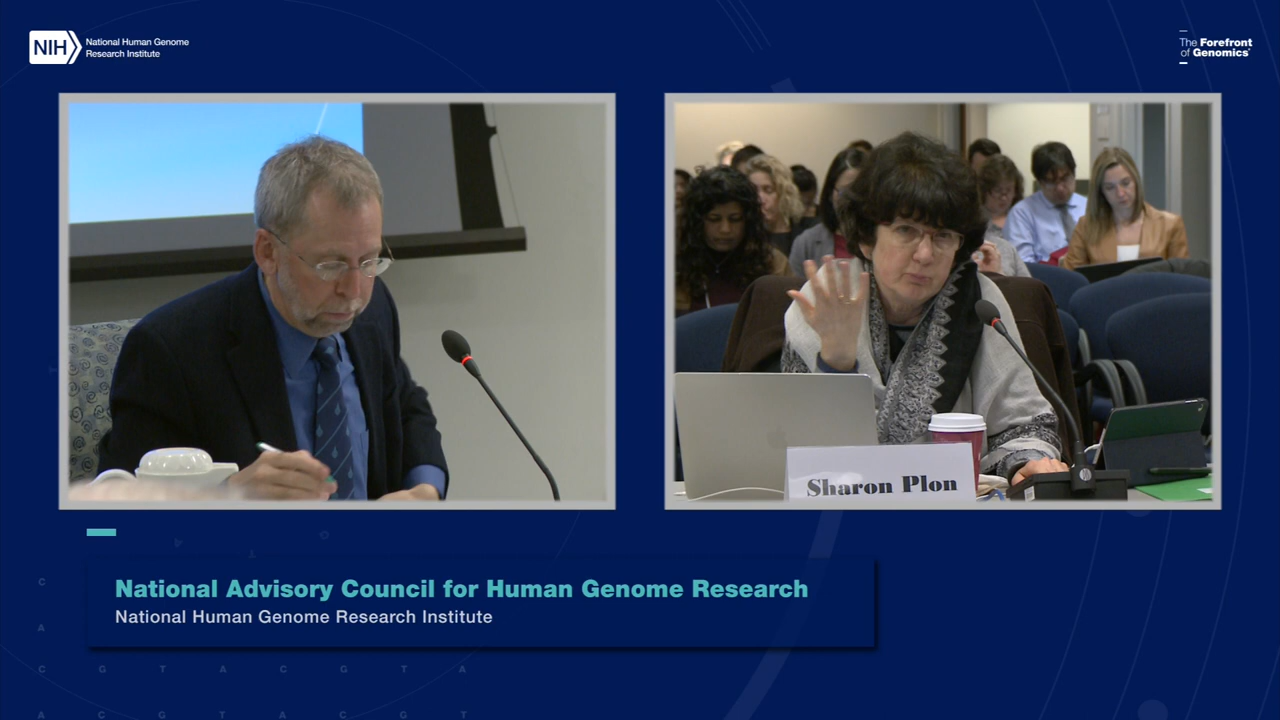 NIH
National Human Genome
Research Institute
The Forefront
of Genomics®
Sharon Plon
National Advisory Council for Human Genome Research
National Human Genome Research Institute
C
A
C G T A C G T A
A C G T A C G T